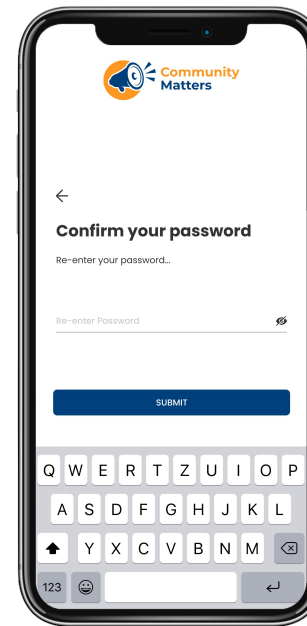 Community
Matters
Confirm your password
Re-enter your password...
Re-enter Password
SUBMIT
Q W E R T Z U I O P
A S D F G H J K L
Y X C V B N M
123